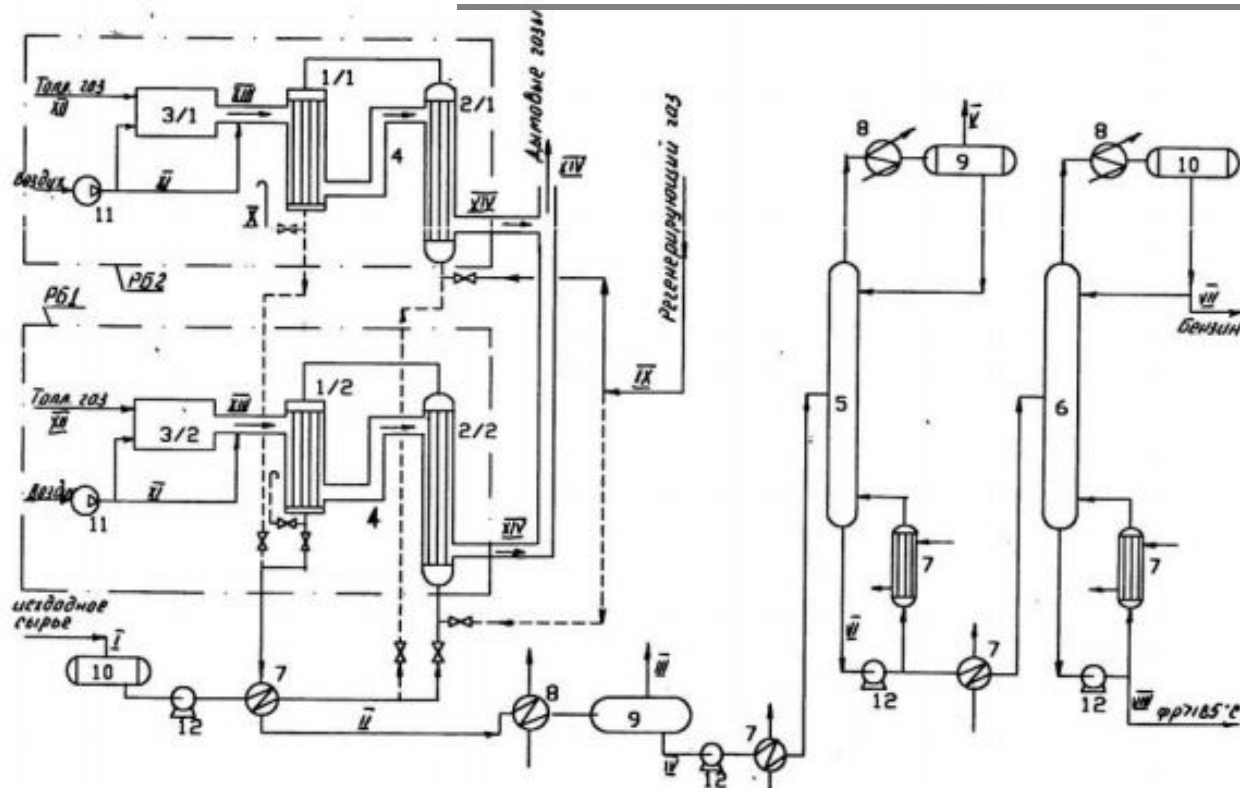 Топл. газ
XII
3/1
XIII
1/1
2/1
4
Воздух
11
XI
X
XIV
РБ2
Дымовые газы
XIV
Регенерирующий газ
IX
РБ1
Топл. газ
XII
3/2
XIII
1/2
2/2
4
11
XI
XIV
исходное
сырье
I
10
12
7
II
8
9
III
IV
12
7
5
8
9
V
VI
12
7
7
6
8
10
VII
бензин
7
12
VIII
фр>185°С